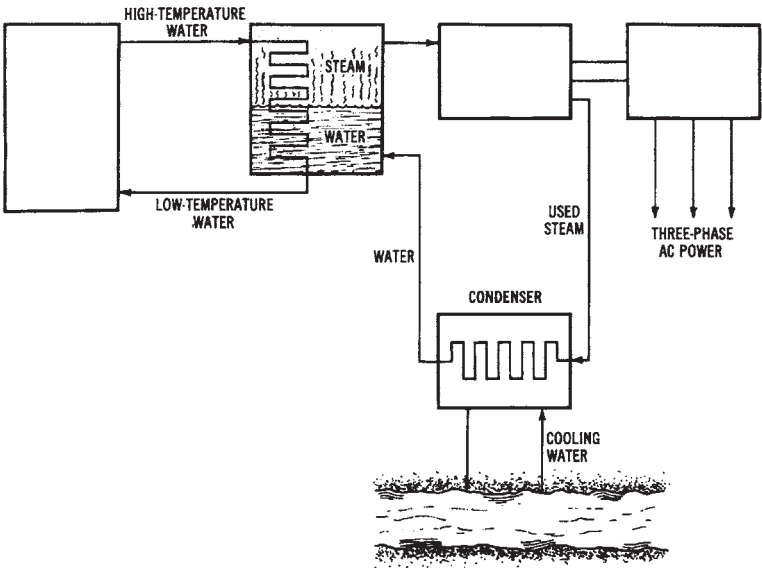 HIGH-TEMPERATURE
WATER
STEAM
WATER
LOW-TEMPERATURE
WATER
USED
STEAM
THREE-PHASE
AC POWER
WATER
CONDENSER
COOLING
WATER